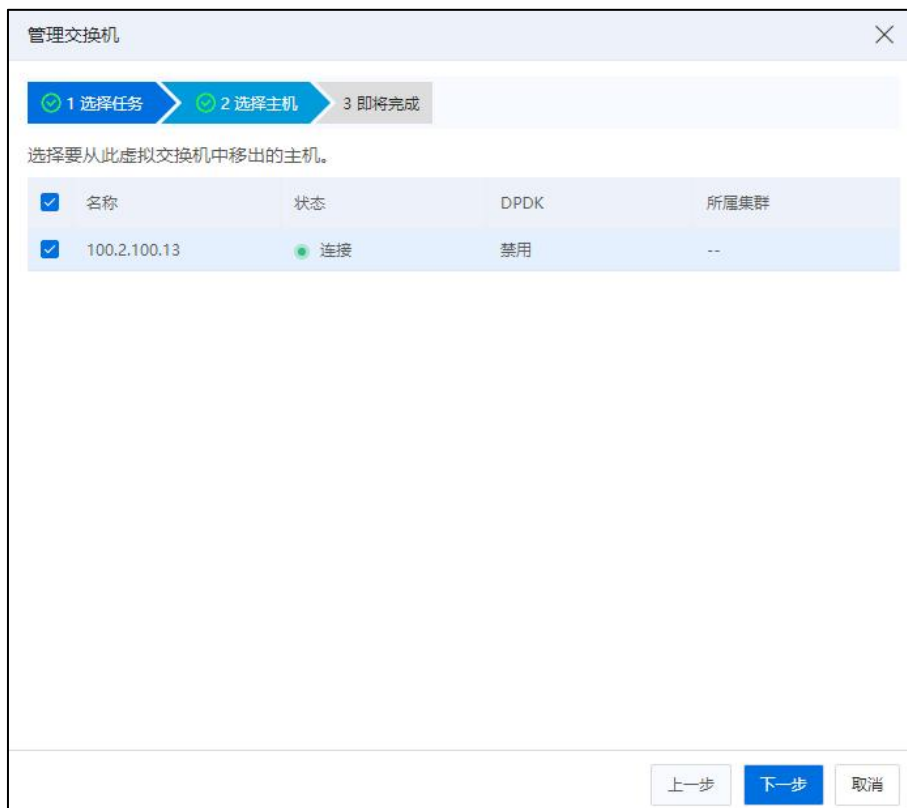 管理交换机
1 选择任务 2 选择主机 3 即将完成
选择要从此虚拟交换机中移出的主机。
名称 状态 DPDK 所属集群
100.2.100.13 连接 禁用 --
上一步 下一步 取消